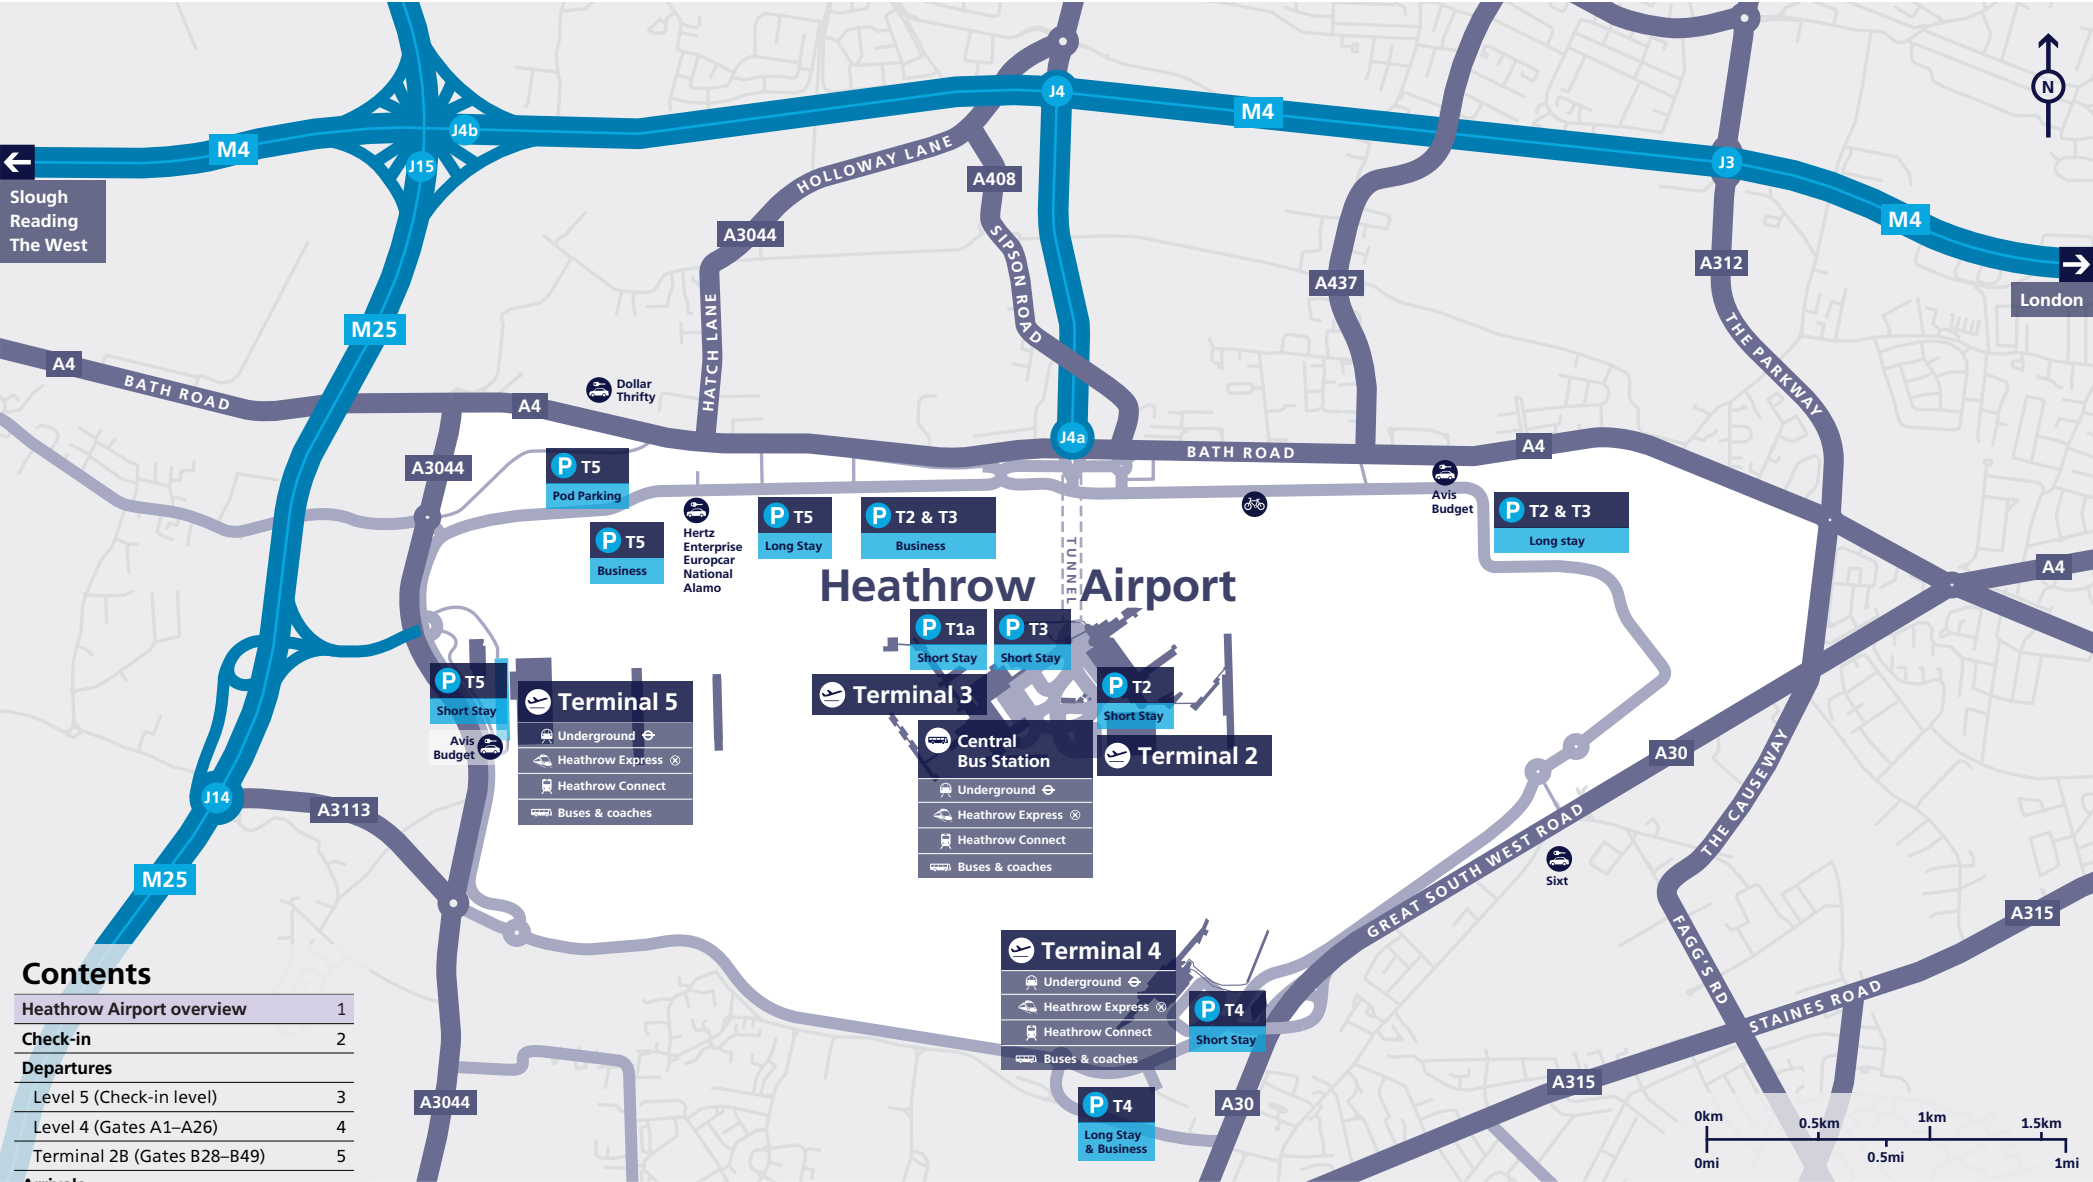 J4
N
M4
J4b
J3
M4
J15
Slough
Reading
The West
HOLLOWAY LANE
A408
M4
A3044
SIPSON ROAD
A312
A437
London
M25
HATCH LANE
THE PARKWAY
A4
BATH ROAD
Dollar
Thrifty
A4
J4a
BATH ROAD
A4
A3044
P T5
Pod Parking
Avis
Budget
P T5
Business
Hertz
Enterprise
Europcar
National
Alamo
P T5
Long Stay
P T2 & T3
Business
P T2 & T3
Long stay
TUNNEL
A4
Heathrow Airport
P T1a
Short Stay
P T3
Short Stay
P T5
Short Stay
Terminal 5
Underground
Heathrow Express
Heathrow Connect
Buses & coaches
Avis
Budget
Terminal 3
P T2
Short Stay
Central
Bus Station
Underground
Heathrow Express
Heathrow Connect
Buses & coaches
Terminal 2
A30
J14
A3113
THE CAUSEWAY
GREAT SOUTH WEST ROAD
Sixt
M25
A315
FAGG'S RD
Terminal 4
Underground
Heathrow Express
Heathrow Connect
Buses & coaches
P T4
Short Stay
STAINES ROAD
A315
A3044
P T4
Long Stay
& Business
A30
Contents
Heathrow Airport overview 1
Check-in 2
Departures
Level 5 (Check-in level) 3
Level 4 (Gates A1–A26) 4
Terminal 2B (Gates B28–B49) 5
0km 0.5km 1km 1.5km
0mi 0.5mi 1mi